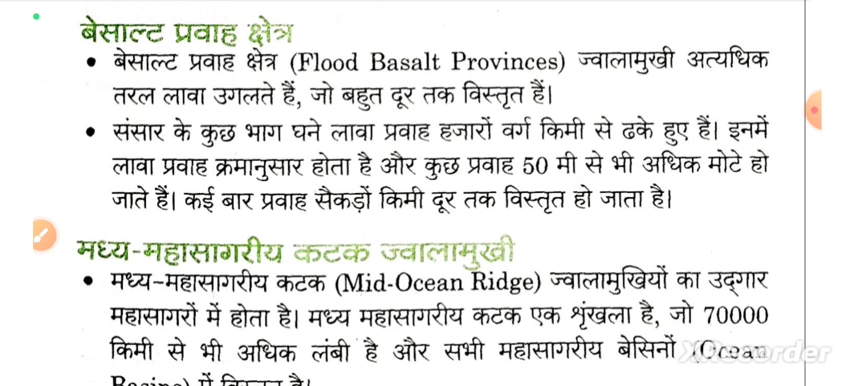 बेसाल्ट प्रवाह क्षेत्र
• बेसाल्ट प्रवाह क्षेत्र (Flood Basalt Provinces) ज्वालामुखी अत्यधिक
तरल लावा उगलते हैं, जो बहुत दूर तक विस्तृत हैं।
• संसार के कुछ भाग घने लावा प्रवाह हजारों वर्ग किमी से ढके हुए हैं। इनमें
लावा प्रवाह क्रमानुसार होता है और कुछ प्रवाह 50 मी से भी अधिक मोटे हो
जाते हैं। कई बार प्रवाह सैकड़ों किमी दूर तक विस्तृत हो जाता है।
मध्य-महासागरीय कटक ज्वालामुखी
• मध्य-महासागरीय कटक (Mid-Ocean Ridge) ज्वालामुखियों का उद्गार
महासागरों में होता है। मध्य महासागरीय कटक एक शृंखला है, जो 70000
किमी से भी अधिक लंबी है और सभी महासागरीय बेसिनों (Ocean
XRecorder